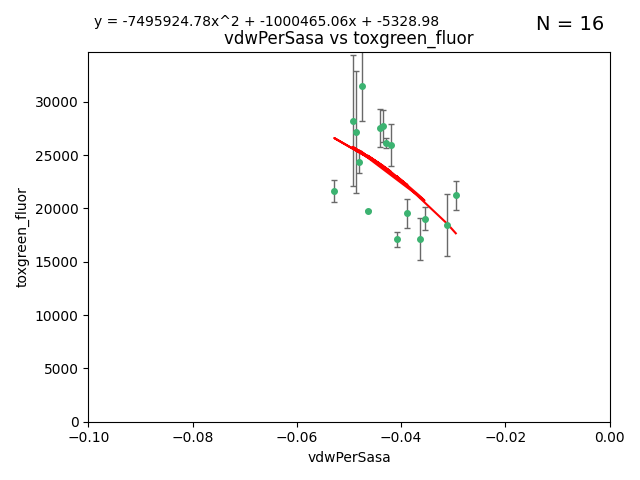 y = -7495924.78x^2 + -1000465.06x + -5328.98
N = 16
vdwPerSasa vs toxgreen_fluor
toxgreen_fluor
30000
25000
20000
15000
10000
5000
0
−0.10
−0.08
−0.06
−0.04
−0.02
0.00
vdwPerSasa